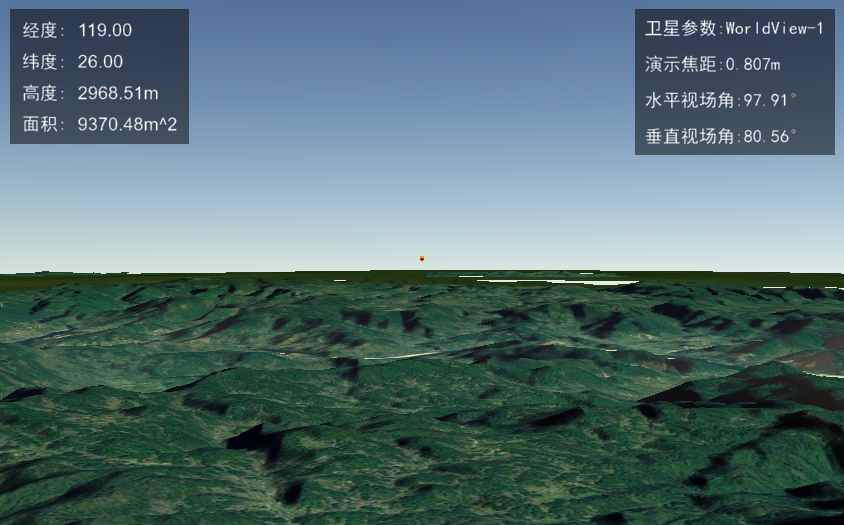 经度: 119.00
纬度: 26.00
高度: 2968.51m
面积: 9370.48m^2
卫星参数:WorldView-1
演示焦距:0.807m
水平视场角:97.91°
垂直视场角:80.56°